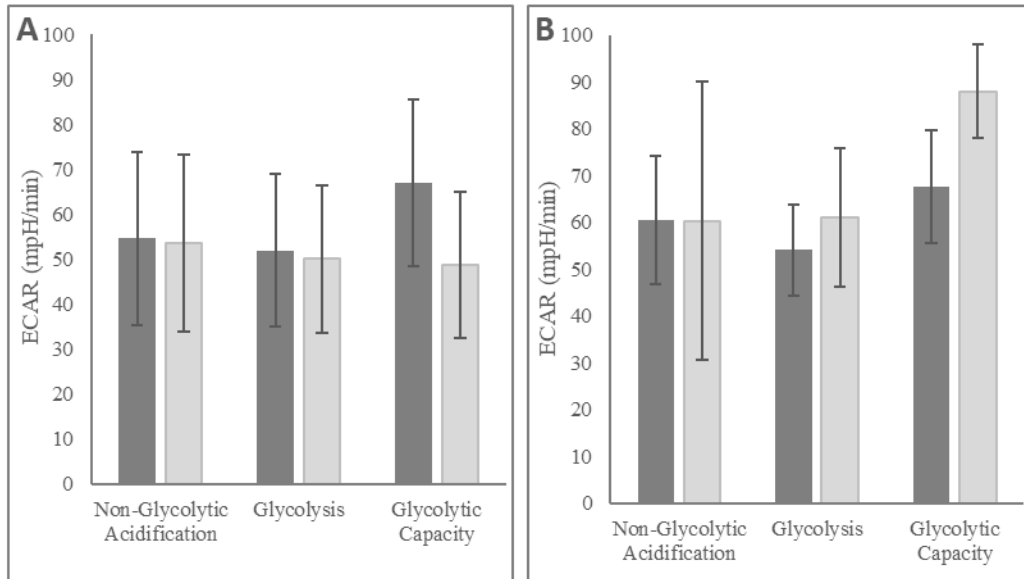 A
ECAR (mpH/min)
100
90
80
70
60
50
40
30
20
10
0
Non-Glycolytic
Acidification
Glycolysis
Glycolytic
Capacity
B
ECAR (mpH/min)
100
90
80
70
60
50
40
30
20
10
0
Non-Glycolytic
Acidification
Glycolysis
Glycolytic
Capacity